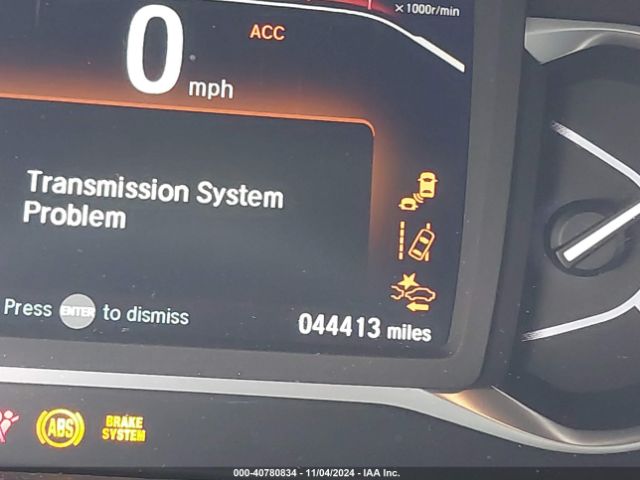 × 1000r/min
0
ACC
mph
Transmission System
Problem
Press ENTER to dismiss
044413 miles
ABS
BRAKE
SYSTEM
000-40780834 - 11/04/2024 - IAA Inc.